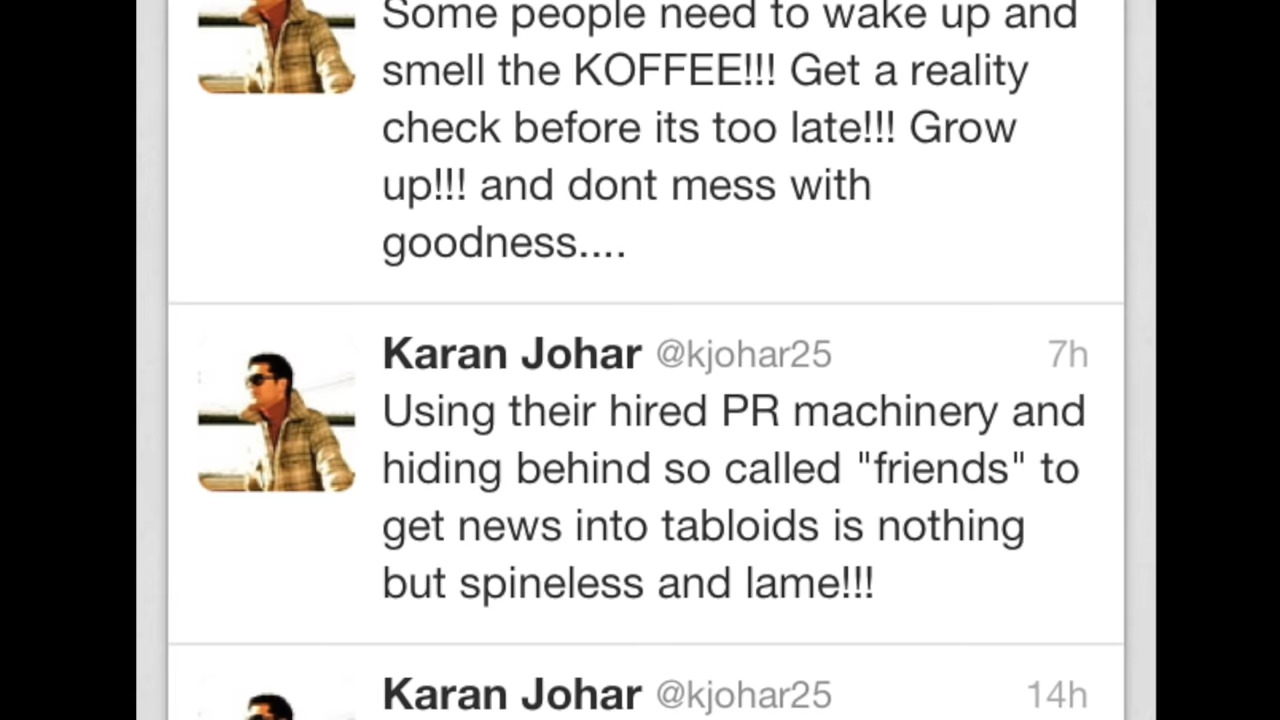 Some people need to wake up and
smell the KOFFEE!!! Get a reality
check before its too late!!! Grow
up!!! and dont mess with
goodness....
Karan Johar @kjohar25 7h
Using their hired PR machinery and
hiding behind so called "friends" to
get news into tabloids is nothing
but spineless and lame!!!
Karan Johar @kjohar25 14h